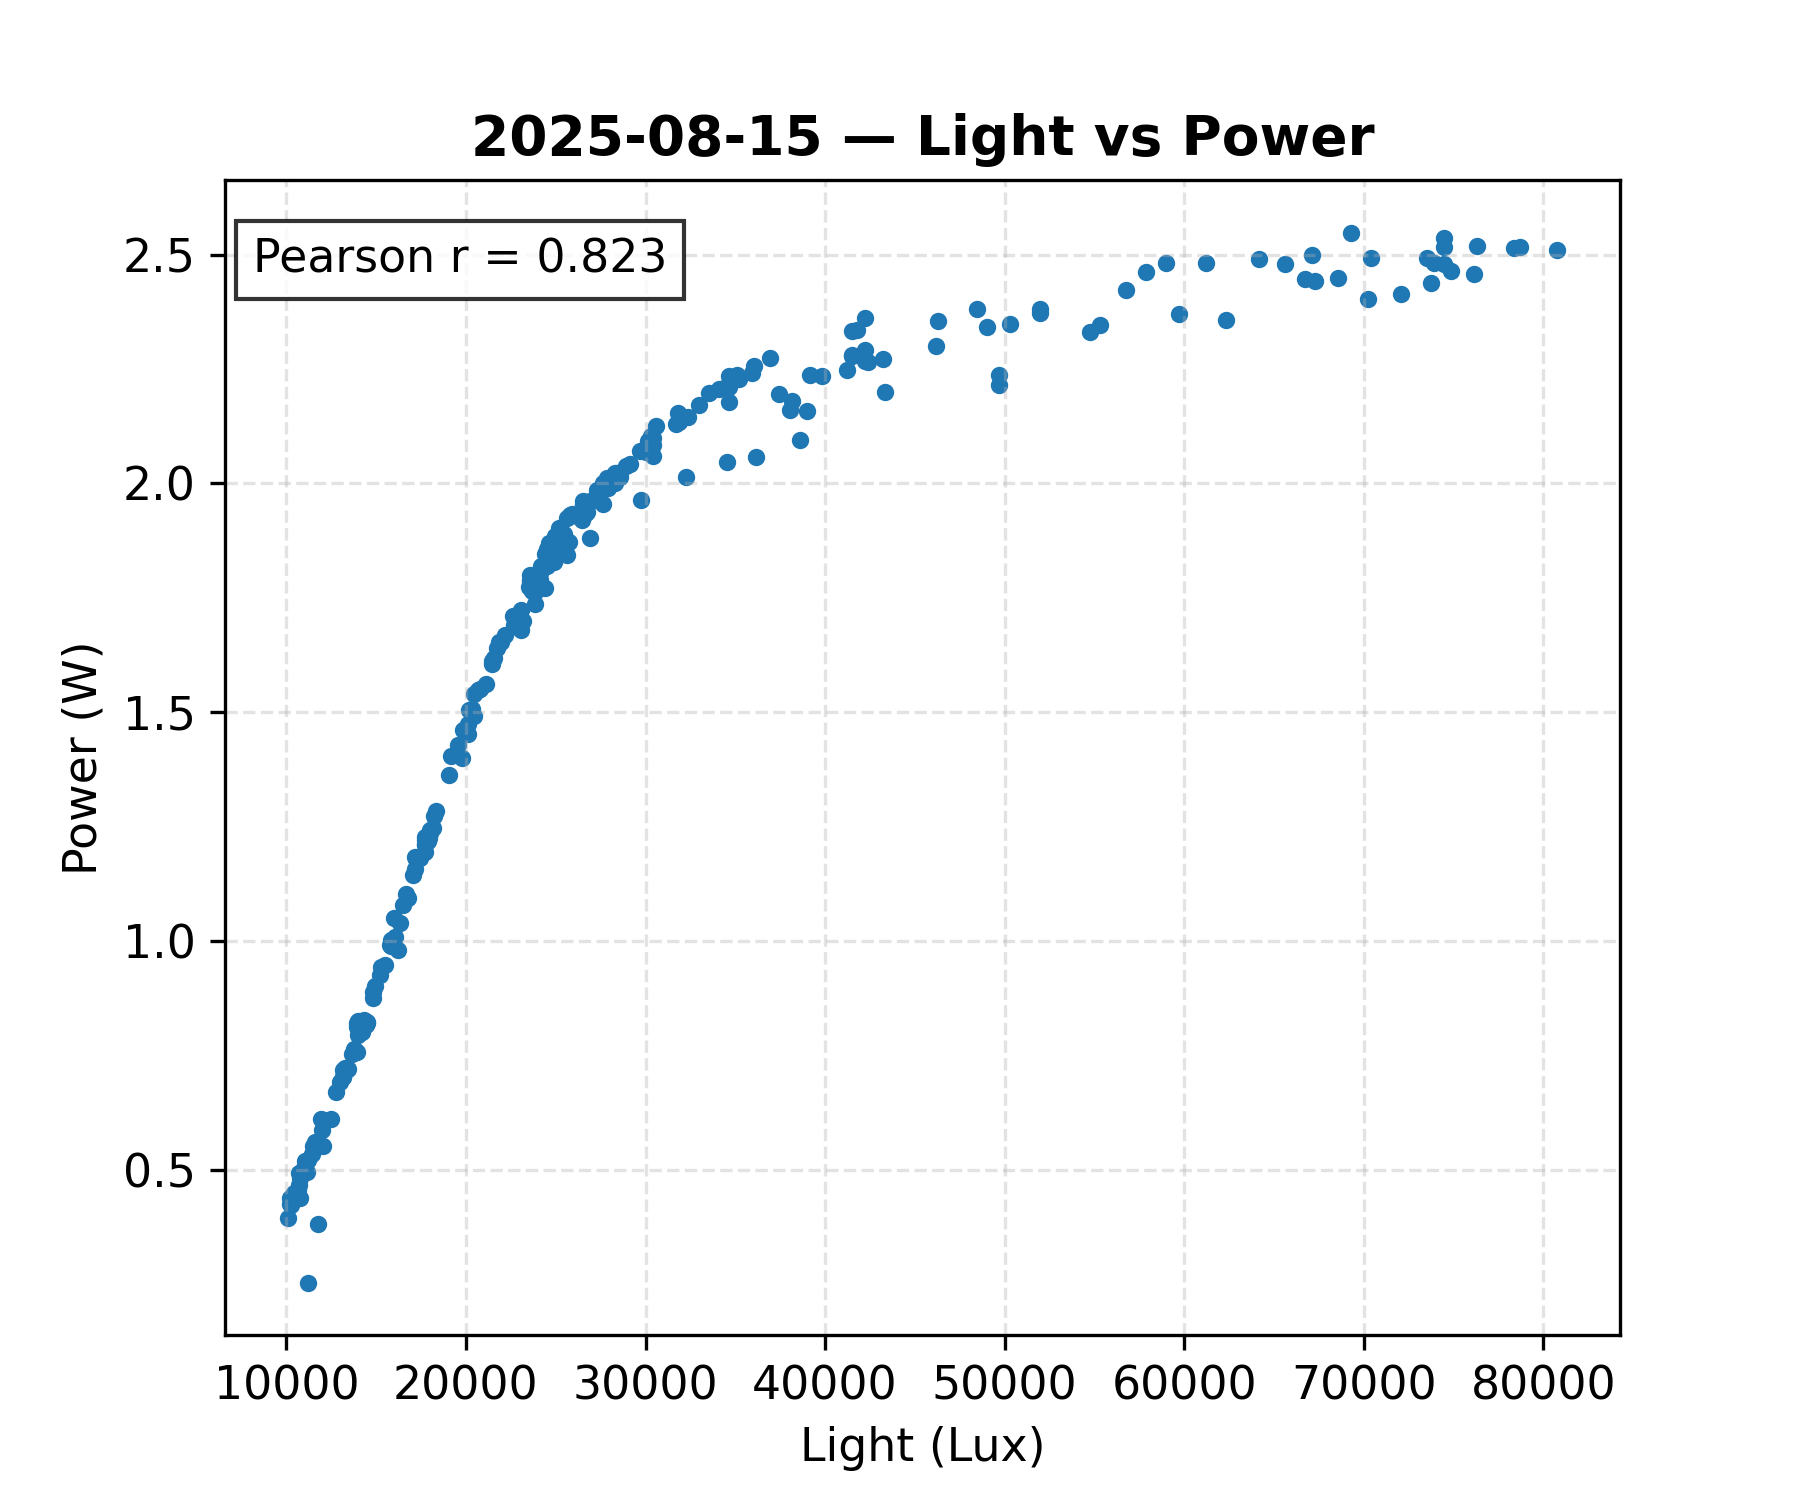 2025-08-15 — Light vs Power
Pearson r = 0.823
Power (W)
2.5
2.0
1.5
1.0
0.5
10000 20000 30000 40000 50000 60000 70000 80000
Light (Lux)